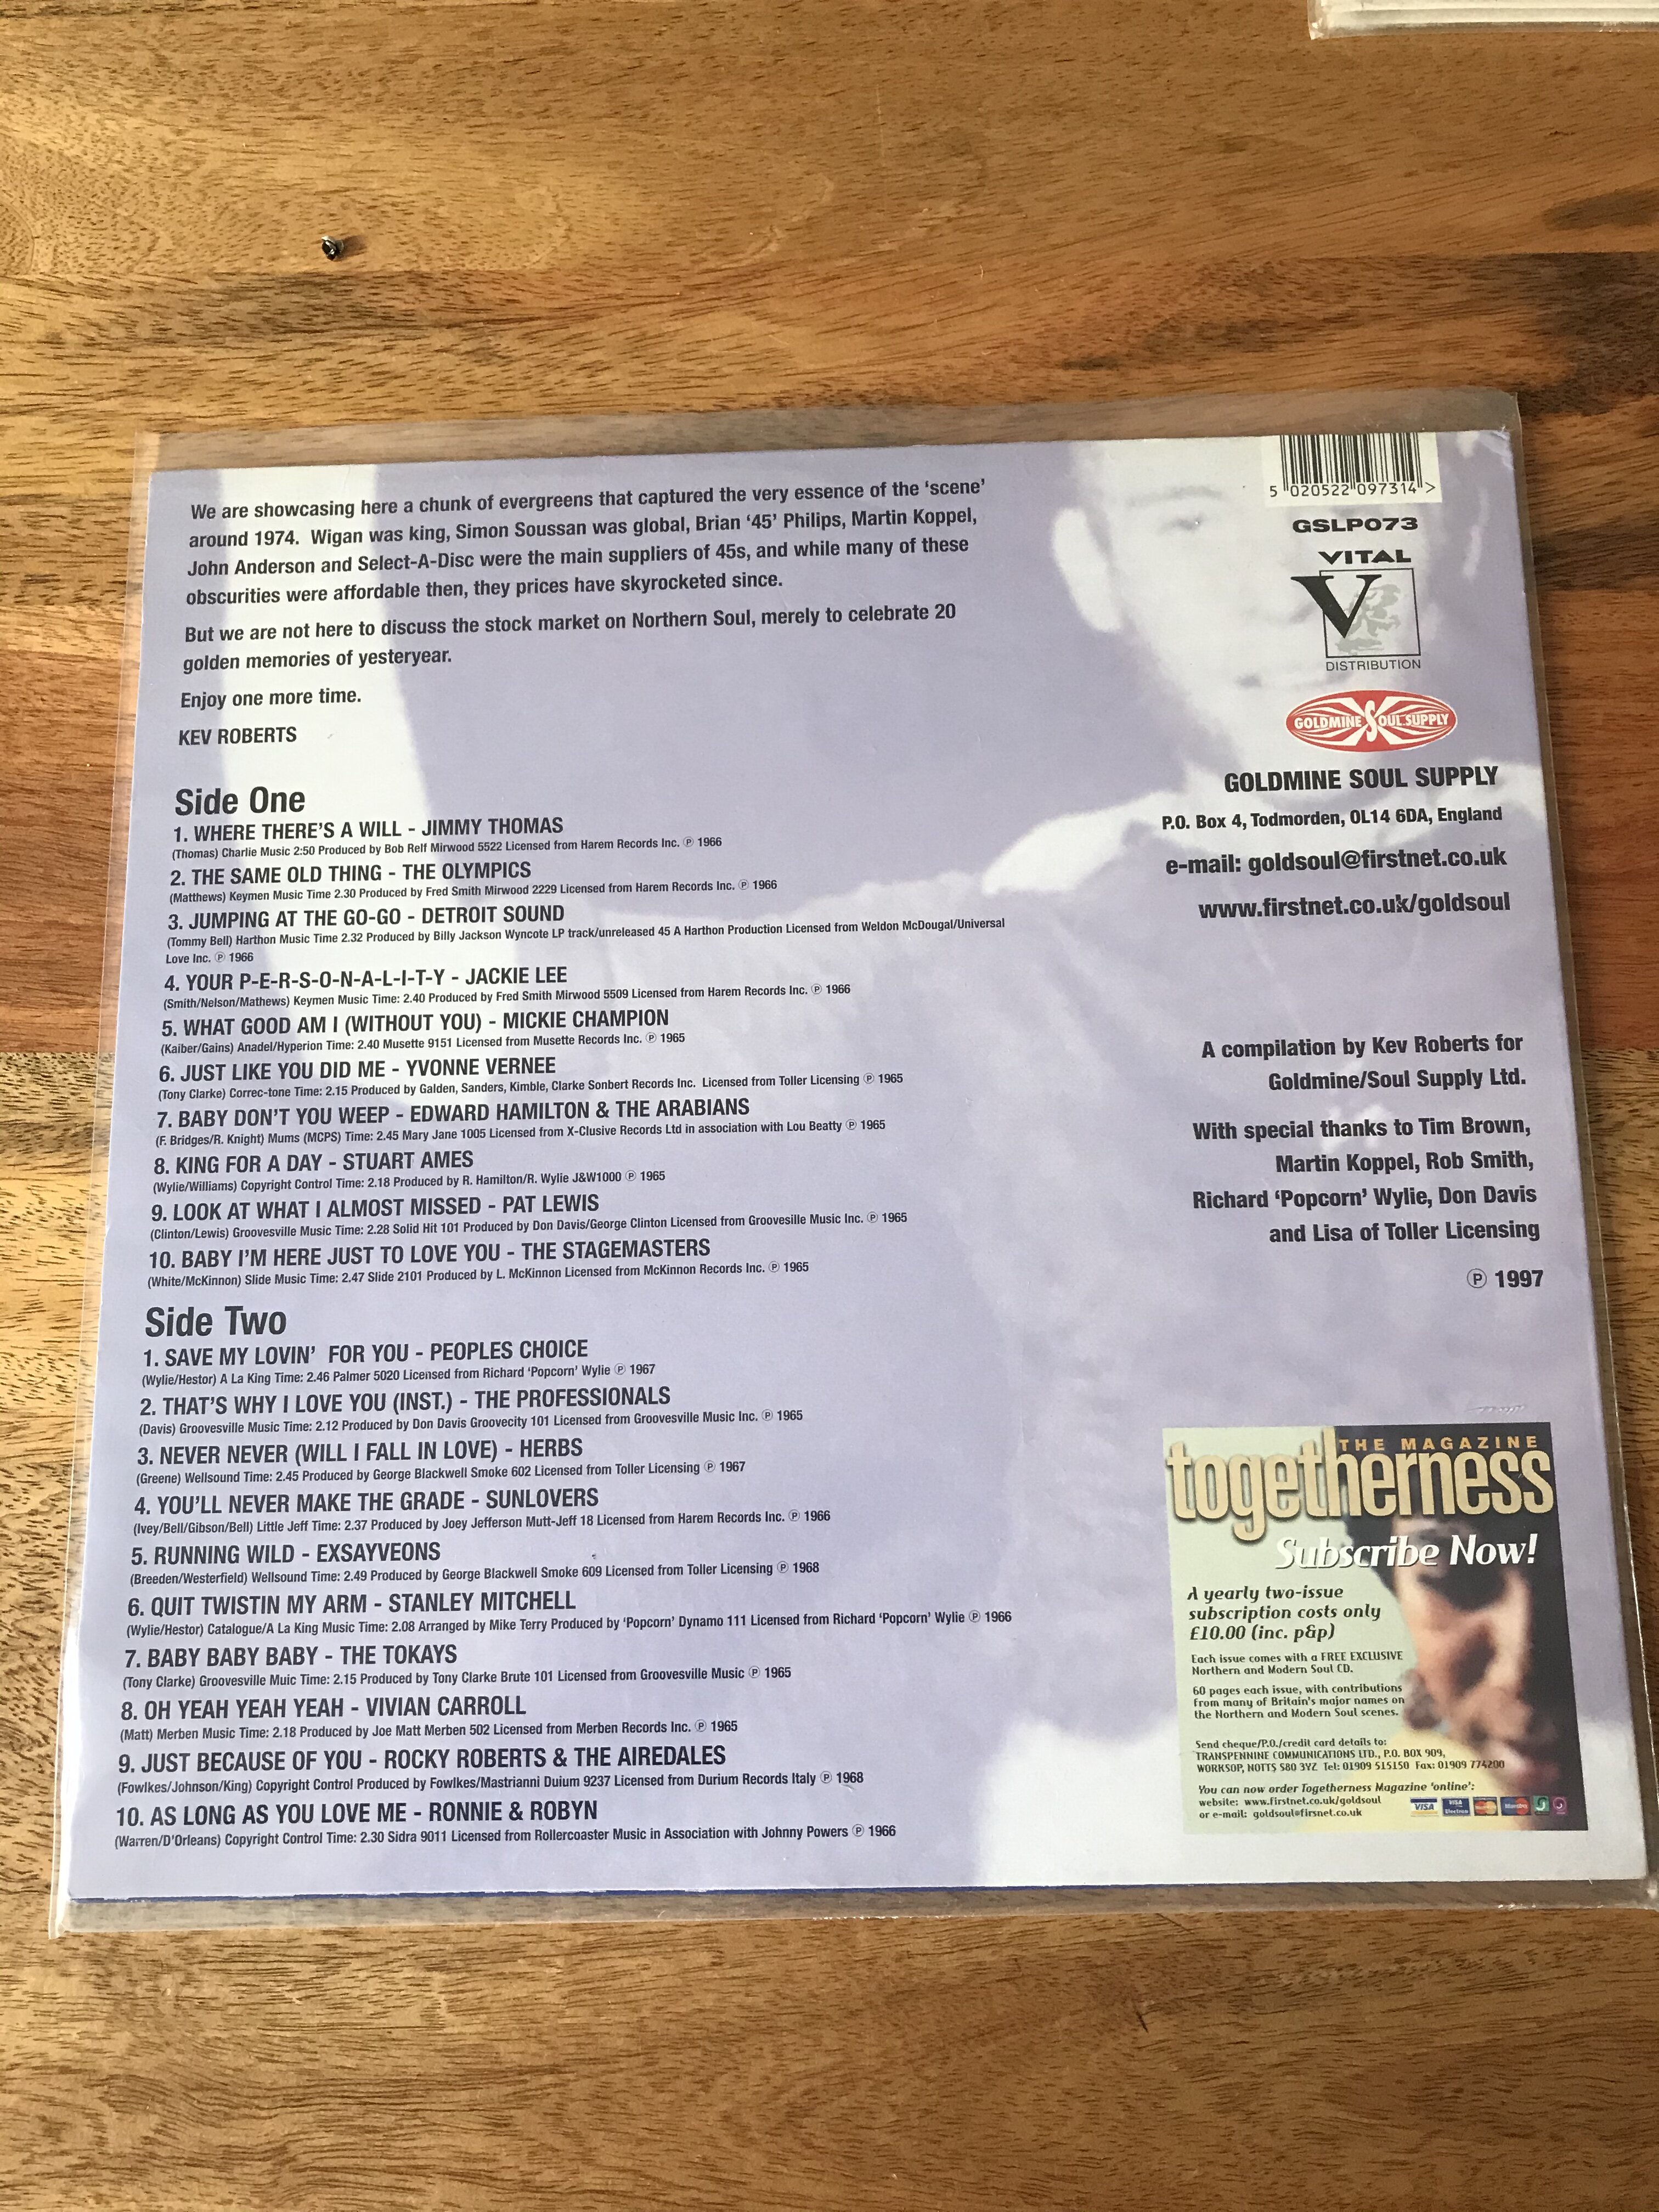 We are showcasing here a chunk of evergreens that captured the very essence of the ‘scene’
around 1974. Wigan was king, Simon Soussan was global, Brian ‘45’ Philips, Martin Koppel,
John Anderson and Select-A-Disc were the main suppliers of 45s, and while many of these
obscurities were affordable then, they prices have skyrocketed since.
But we are not here to discuss the stock market on Northern Soul, merely to celebrate 20
golden memories of yesteryear.
Enjoy one more time.
KEV ROBERTS
Side One
1. WHERE THERE’S A WILL - JIMMY THOMAS
(Thomas) Charlie Music 2:50 Produced by Bob Relf Mirwood 5522 Licensed from Harem Records Inc. Ⓟ 1966
2. THE SAME OLD THING - THE OLYMPICS
(Matthews) Keymen Music Time 2.30 Produced by Fred Smith Mirwood 2229 Licensed from Harem Records Inc. Ⓟ 1966
3. JUMPING AT THE GO-GO - DETROIT SOUND
(Tommy Bell) Harthon Music Time 2.32 Produced by Billy Jackson Wyncote LP track/unreleased 45 A Harthon Production Licensed from Weldon McDougal/Universal
Love Inc. Ⓟ 1966
4. YOUR P-E-R-S-O-N-A-L-I-T-Y - JACKIE LEE
(Smith/Nelson/Mathews) Keymen Music Time: 2.40 Produced by Fred Smith Mirwood 5509 Licensed from Harem Records Inc. Ⓟ 1966
5. WHAT GOOD AM I (WITHOUT YOU) - MICKIE CHAMPION
(Kaiber/Gains) Anadel/Hyperion Time: 2.40 Musette 9151 Licensed from Musette Records Inc. Ⓟ 1965
6. JUST LIKE YOU DID ME - YVONNE VERNEE
(Tony Clarke) Correc-tone Time: 2.15 Produced by Galden, Sanders, Kimble, Clarke Sonbert Records Inc. Licensed from Toller Licensing Ⓟ 1965
7. BABY DON’T YOU WEEP - EDWARD HAMILTON & THE ARABIANS
(F. Bridges/R. Knight) Mums (MCPS) Time: 2.45 Mary Jane 1005 Licensed from X-Clusive Records Ltd in association with Lou Beatty Ⓟ 1965
8. KING FOR A DAY - STUART AMES
(Wylie/Williams) Copyright Control Time: 2.18 Produced by R. Hamilton/R. Wylie J&W1000 Ⓟ 1965
9. LOOK AT WHAT I ALMOST MISSED - PAT LEWIS
(Clinton/Lewis) Groovesville Music Time: 2.28 Solid Hit 101 Produced by Don Davis/George Clinton Licensed from Groovesille Music Inc. Ⓟ 1965
10. BABY I’M HERE JUST TO LOVE YOU - THE STAGEMASTERS
(White/McKinnon) Slide Music Time: 2.47 Slide 2101 Produced by L. McKinnon Licensed from McKinnon Records Inc. Ⓟ 1965
Side Two
1. SAVE MY LOVIN’ FOR YOU - PEOPLES CHOICE
(Wylie/Hestor) A La King Time: 2.46 Palmer 5020 Licensed from Richard ‘Popcorn’ Wylie Ⓟ 1967
2. THAT’S WHY I LOVE YOU (INST.) - THE PROFESSIONALS
(Davis) Groovesville Music Time: 2.12 Produced by Don Davis Groovecity 101 Licensed from Groovesville Music Inc. Ⓟ 1965
3. NEVER NEVER (WILL I FALL IN LOVE) - HERBS
(Greene) Wellsound Time: 2.45 Produced by George Blackwell Smoke 602 Licensed from Toller Licensing Ⓟ 1967
4. YOU’LL NEVER MAKE THE GRADE - SUNLOVERS
(Ivey/Bell/Gibson/Bell) Little Jeff Time: 2.37 Produced by Joey Jefferson Mutt-Jeff 18 Licensed from Harem Records Inc. Ⓟ 1966
5. RUNNING WILD - EXSAYVEONS
(Breeden/Westerfield) Wellsound Time: 2.49 Produced by George Blackwell Smoke 609 Licensed from Toller Licensing Ⓟ 1968
6. QUIT TWISTIN MY ARM - STANLEY MITCHELL
(Wylie/Hestor) Catalogue/A La King Music Time: 2.08 Arranged by Mike Terry Produced by ‘Popcorn’ Dynamo 111 Licensed from Richard ‘Popcorn’ Wylie Ⓟ 1966
7. BABY BABY BABY - THE TOKAYS
(Tony Clarke) Groovesville Muic Time: 2.15 Produced by Tony Clarke Brute 101 Licensed from Groovesville Music Ⓟ 1965
8. OH YEAH YEAH YEAH - VIVIAN CARROLL
(Matt) Merben Music Time: 2.18 Produced by Joe Matt Merben 502 Licensed from Merben Records Inc. Ⓟ 1965
9. JUST BECAUSE OF YOU - ROCKY ROBERTS & THE AIREDALES
(Fowlkes/Johnson/King) Copyright Control Produced by Fowlkes/Mastrianni Duium 9237 Licensed from Durium Records Italy Ⓟ 1968
10. AS LONG AS YOU LOVE ME - RONNIE & ROBYN
(Warren/D’Orleans) Copyright Control Time: 2.30 Sidra 9011 Licensed from Rollercoaster Music in Association with Johnny Powers Ⓟ 1966
5 020522 097314 >
GSLP073
VITAL
V
DISTRIBUTION
GOLDMINE SOUL SUPPLY
GOLDMINE SOUL SUPPLY
P.O. Box 4, Todmorden, OL14 6DA, England
e-mail: goldsoul@firstnet.co.uk
www.firstnet.co.uk/goldsoul
A compilation by Kev Roberts for
Goldmine/Soul Supply Ltd.
With special thanks to Tim Brown,
Martin Koppel, Rob Smith,
Richard ‘Popcorn’ Wylie, Don Davis
and Lisa of Toller Licensing
Ⓟ 1997
THE MAGAZINE
togetherness
Subscribe Now!
A yearly two-issue
subscription costs only
£10.00 (inc. p&p)
Each issue comes with a FREE EXCLUSIVE
Northern and Modern Soul CD.
60 pages each issue, with contributions
from many of Britain's major names on
the Northern and Modern Soul scenes.
Send cheque/P.O./credit card details to:
TRANSPENNINE COMMUNICATIONS LTD., P.O. BOX 909,
WORKSOP, NOTTS S80 3YZ Tel: 01909 515150 Fax: 01909 774200
You can now order Togetherness Magazine 'online':
website: www.firstnet.co.uk/goldsoul
or e-mail: goldsoul@firsnet.co.uk
VISA VISA Electron MasterCard Maestro